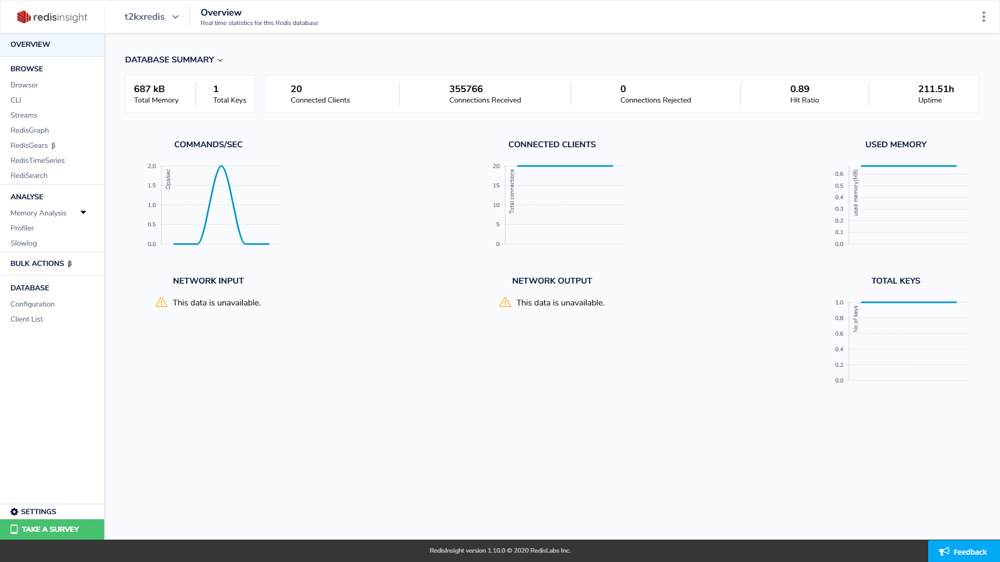 redisinsight
t2kxredis
Overview
Real time statistics for this Redis database
OVERVIEW
BROWSE
Browser
CLI
Streams
RedisGraph
RedisGears β
RedisTimeSeries
RediSearch
ANALYSE
Memory Analysis
Profiler
Slowlog
BULK ACTIONS β
DATABASE
Configuration
Client List
SETTINGS
TAKE A SURVEY
DATABASE SUMMARY
687 kB
Total Memory
1
Total Keys
20
Connected Clients
355766
Connections Received
0
Connections Rejected
0.89
Hit Ratio
211.51h
Uptime
COMMANDS/SEC
2.0
1.5
1.0
0.5
0.0
Ops/sec
CONNECTED CLIENTS
20
15
10
5
0
Total connections
USED MEMORY
0.6
0.5
0.4
0.3
0.2
0.1
0.0
used memory(MB)
NETWORK INPUT
This data is unavailable.
NETWORK OUTPUT
This data is unavailable.
TOTAL KEYS
1.0
0.8
0.6
0.4
0.2
0.0
No of keys
RedisInsight version 1.10.0 © 2020 RedisLabs Inc.
Feedback